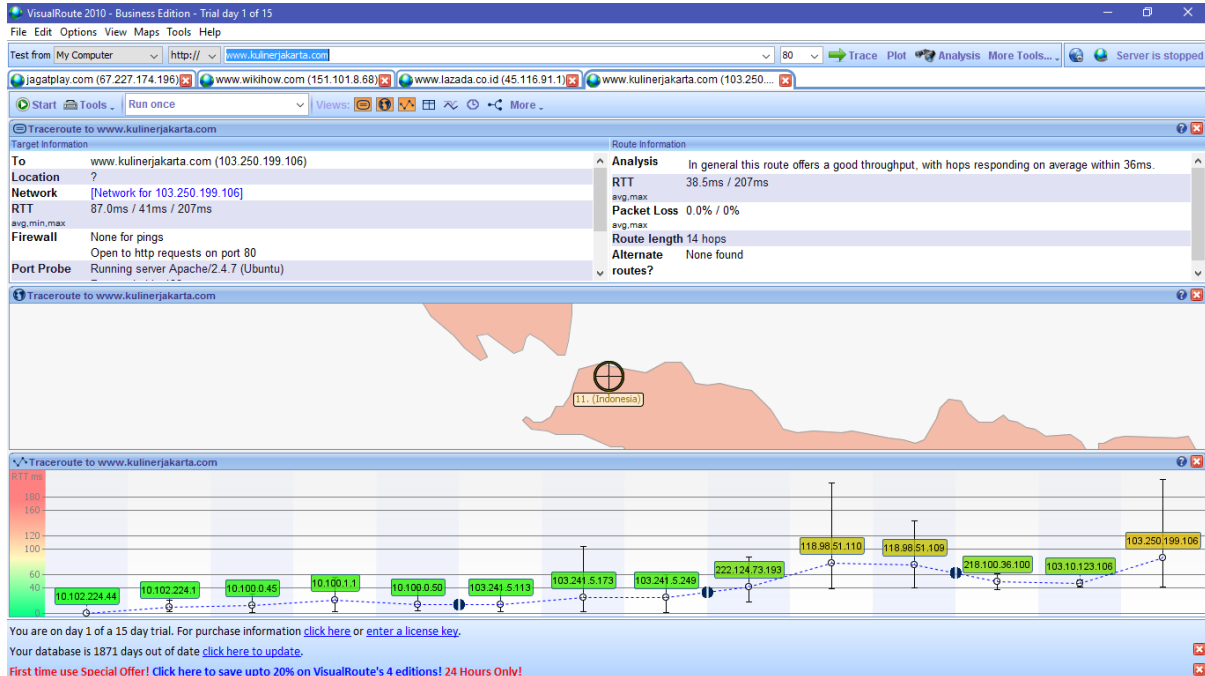 VisualRoute 2010 - Business Edition - Trial day 1 of 15
File Edit Options View Maps Tools Help
Test from My Computer http:// www.kulinerjakarta.com 80 Trace Plot Analysis More Tools... Server is stopped
jagatplay.com (67.227.174.196) www.wikihow.com (151.101.8.68) www.lazada.co.id (45.116.91.1) www.kulinerjakarta.com (103.250....
Start Tools Run once Views: More
Traceroute to www.kulinerjakarta.com
Target Information
To www.kulinerjakarta.com (103.250.199.106)
Location ?
Network [Network for 103.250.199.106]
RTT 87.0ms / 41ms / 207ms
avg,min,max
Firewall None for pings
Open to http requests on port 80
Port Probe Running server Apache/2.4.7 (Ubuntu)
Route Information
Analysis In general this route offers a good throughput, with hops responding on average within 36ms.
RTT 38.5ms / 207ms
avg,max
Packet Loss 0.0% / 0%
avg,max
Route length 14 hops
Alternate None found
routes?
Traceroute to www.kulinerjakarta.com
11. (Indonesia)
Traceroute to www.kulinerjakarta.com
RTT ms
180
160
120
100
60
40
0
10.102.224.44
10.102.224.1
10.100.0.45
10.100.1.1
10.100.0.50
103.241.5.113
103.241.5.173
103.241.5.249
222.124.73.193
118.98.51.110
118.98.51.109
218.100.36.100
103.10.123.106
103.250.199.106
You are on day 1 of a 15 day trial. For purchase information click here or enter a license key.
Your database is 1871 days out of date click here to update.
First time use Special Offer! Click here to save upto 20% on VisualRoute's 4 editions! 24 Hours Only!